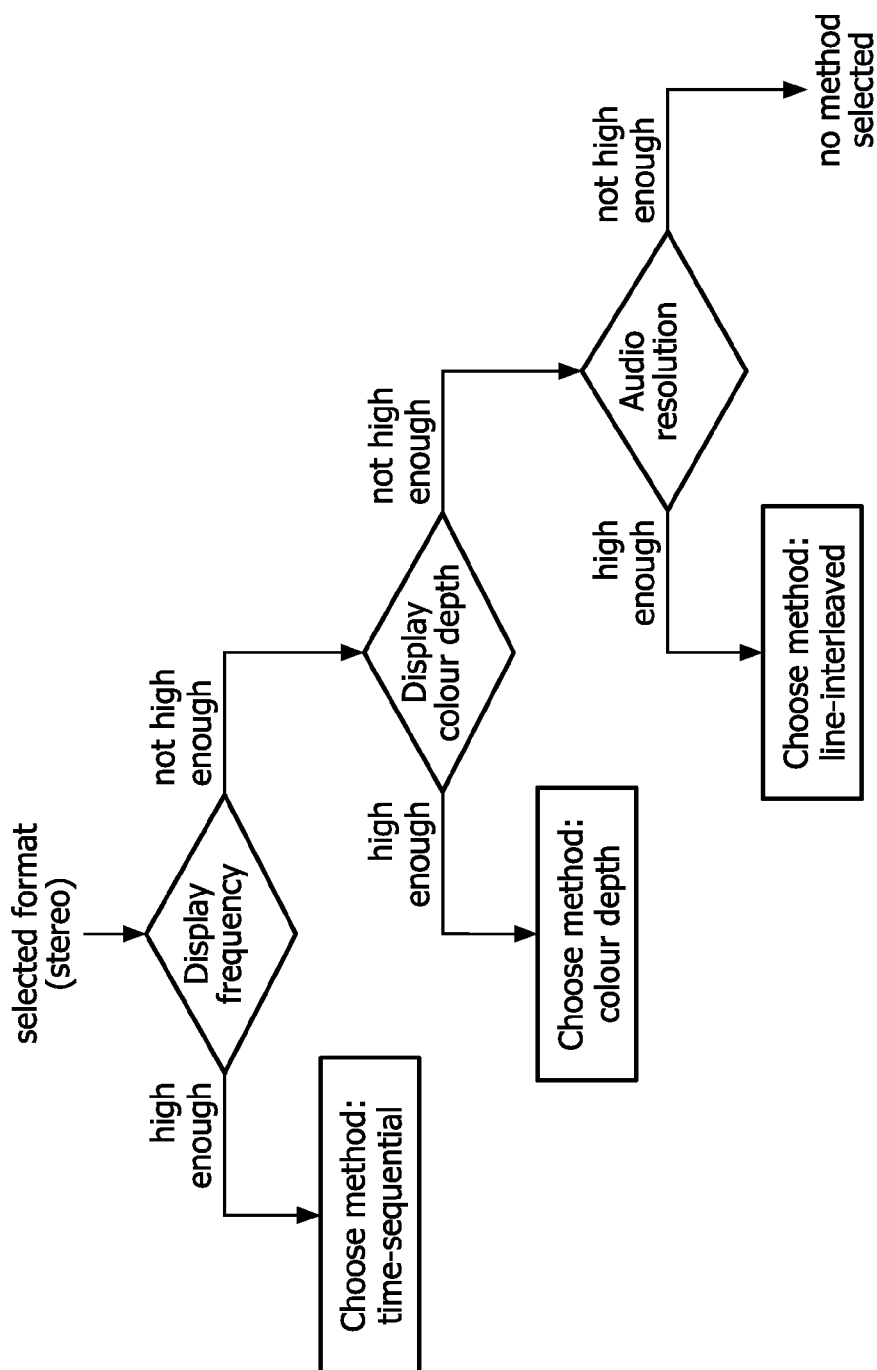 selected format
(stereo)
Display
frequency
high
enough
not high
enough
Choose method:
time-sequential
Display
colour depth
high
enough
not high
enough
Choose method:
colour depth
Audio
resolution
high
enough
not high
enough
Choose method:
line-interleaved
no method
selected